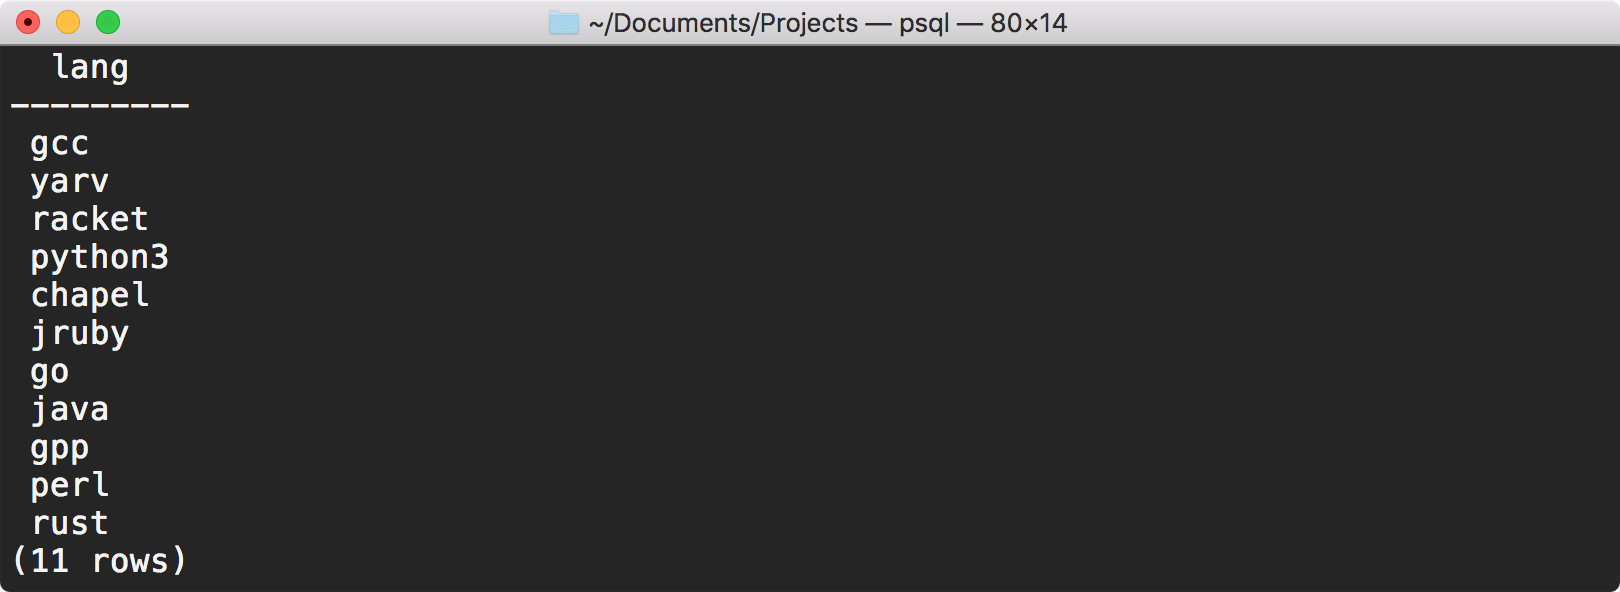 ~/Documents/Projects — psql — 80×14
lang
---------
gcc
yarv
racket
python3
chapel
jruby
go
java
gpp
perl
rust
(11 rows)